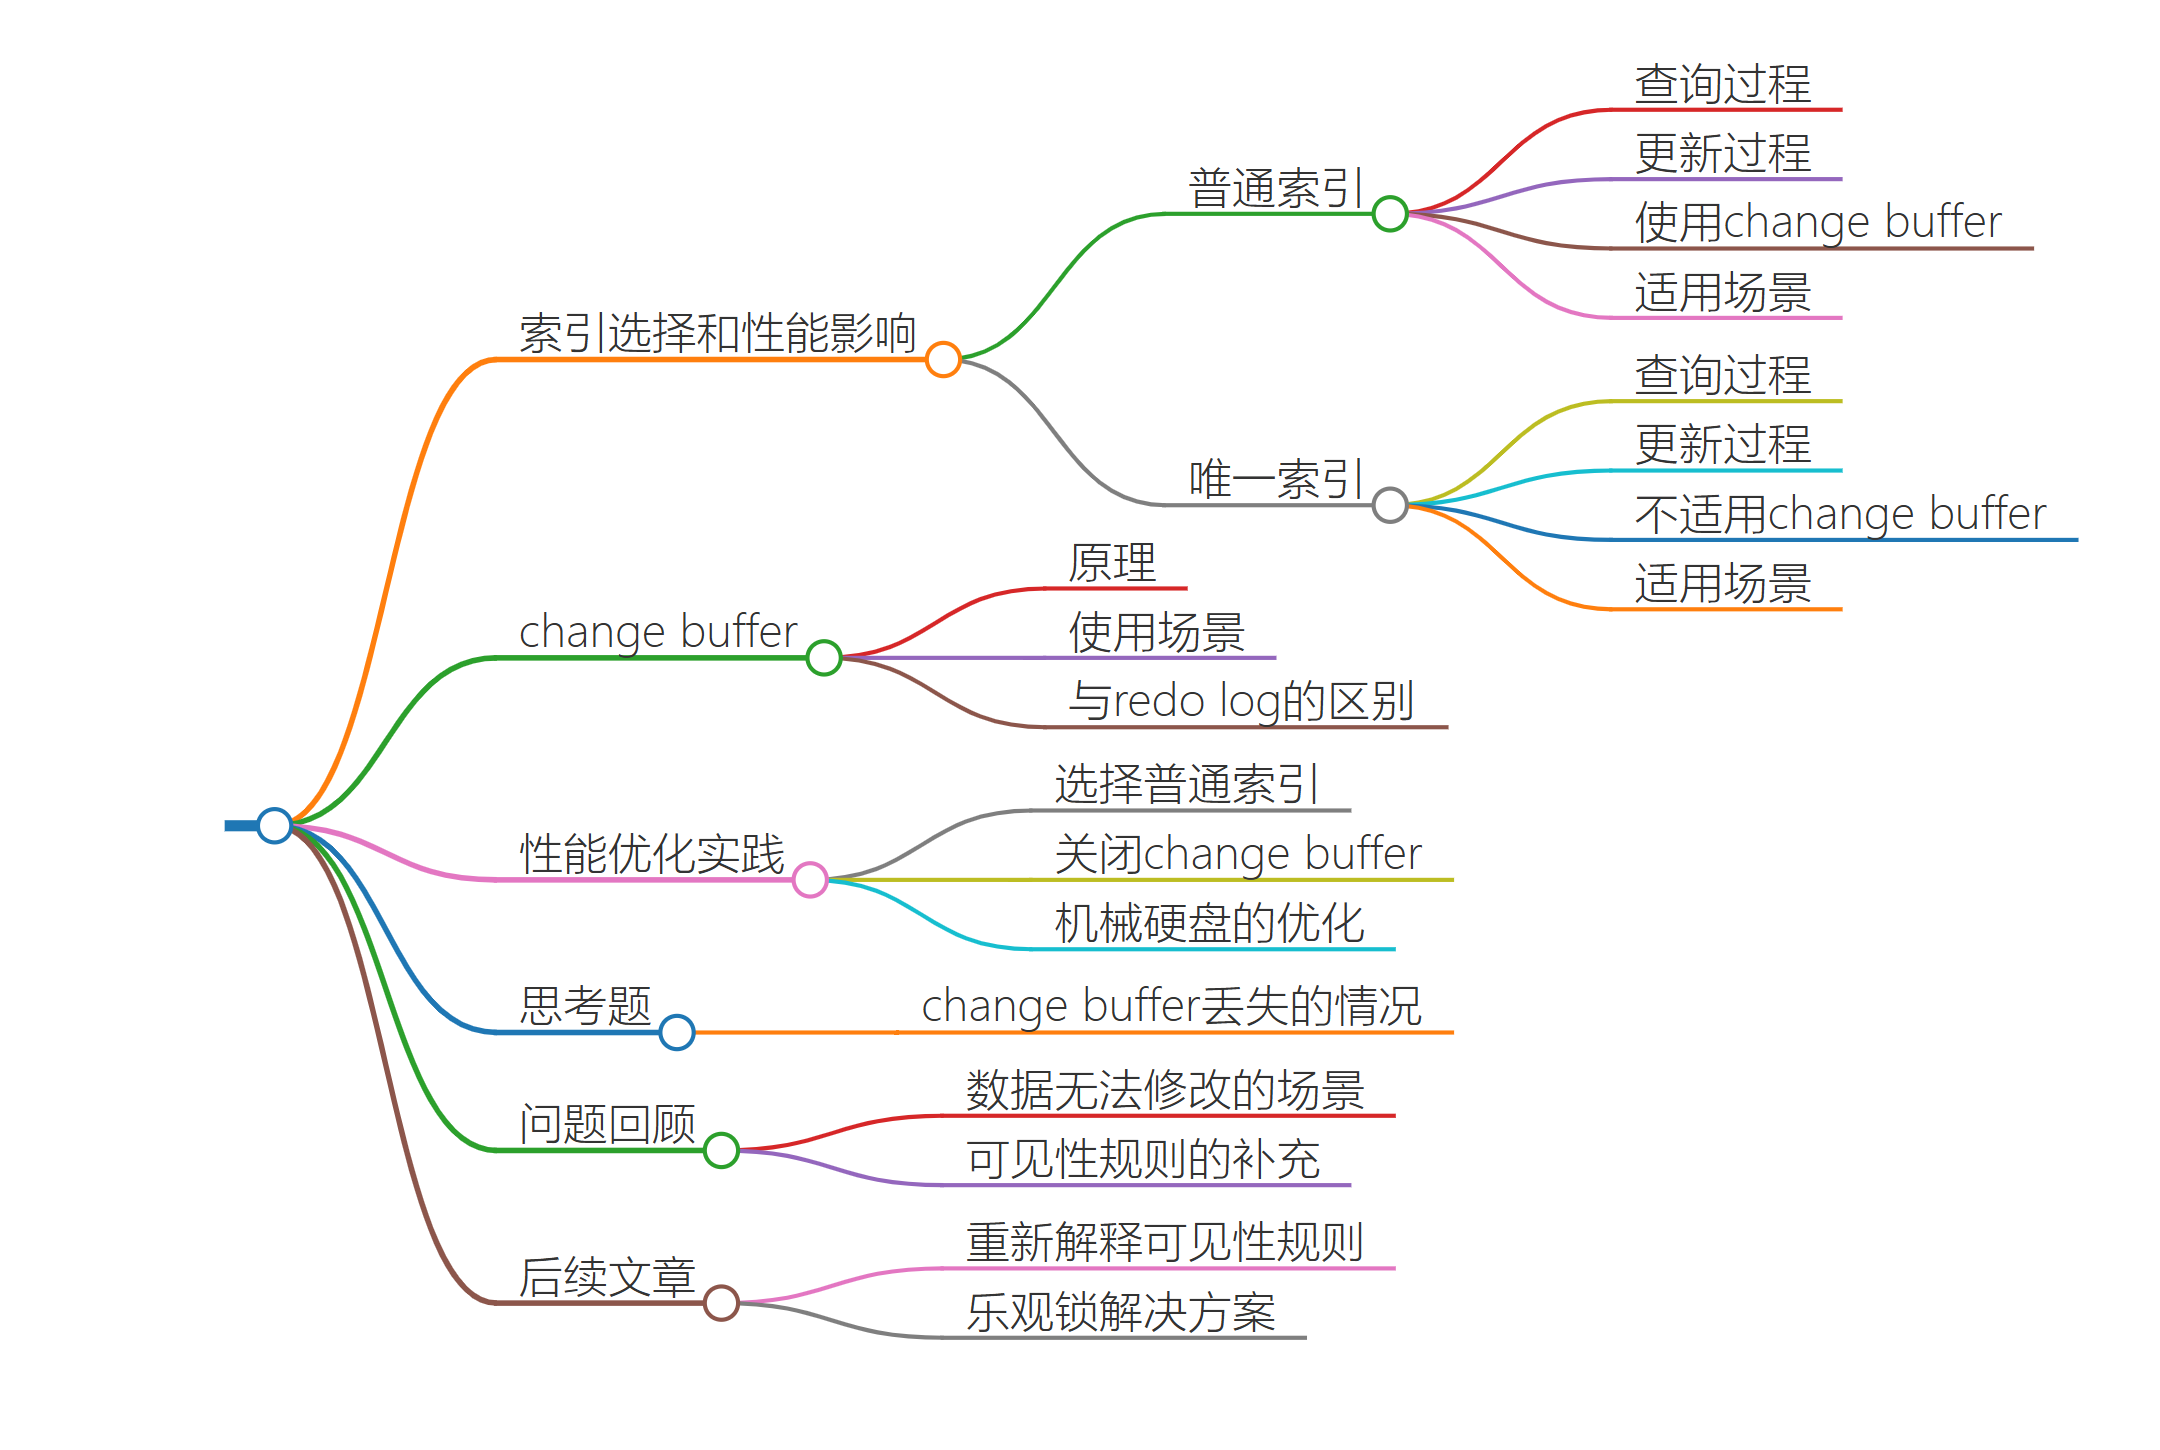 索引选择和性能影响
普通索引
查询过程
更新过程
使用change buffer
适用场景
唯一索引
查询过程
更新过程
不适用change buffer
适用场景
change buffer
原理
使用场景
与redo log的区别
性能优化实践
选择普通索引
关闭change buffer
机械硬盘的优化
思考题
change buffer丢失的情况
问题回顾
数据无法修改的场景
可见性规则的补充
后续文章
重新解释可见性规则
乐观锁解决方案